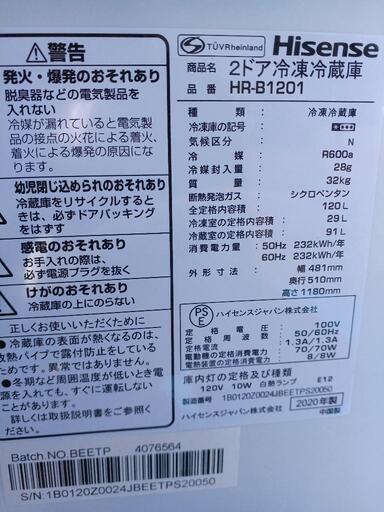 警告
発火・爆発のおそれあり
脱臭器などの電気製品を
入れない
冷媒が漏れていると電気製
品の接点の火花による着火、
着火による爆発の原因に
なります
幼児閉じ込められのおそれあり
冷蔵庫をリサイクルすると
きは、必ずドアパッキング
をはずす
感電のおそれあり
お手入れの際は、
必ず電源プラグを抜く
けがのおそれあり
冷蔵庫の上にのらない
正しくお使いいただくために
冷蔵庫の表面が熱くなるのは、
放熱パイプで露付防止をしている
ためです。異常ではありません。
冬期など周囲温度が低いとき
電源を入れても、すぐに運転しない
ことがあります。
詳しくは取扱説明書をご覧ください。
TÜVRheinland
Hisense
商品名 2ドア冷凍冷蔵庫
品番 HR-B1201
種類 冷凍冷蔵庫
冷凍庫の記号
気候区分 N
冷媒 R600a
冷媒封入量 28g
質量 32kg
断熱発泡ガス シクロペンタン
全定格内容積 120L
冷凍室の定格内容積 29L
冷蔵室の定格内容積 91L
消費電力量 50Hz 232kWh/年
60Hz 232kWh/年
外形寸法 幅 481mm
奥行 510mm
高さ 1180mm
PS
E
ハイセンスジャパン株式会社
定格電圧 100V
定格周波数 50/60Hz
定格電流 1.3A/1.3A
電動機の定格消費電力 70/70W
電熱装置の定格消費電力 8/8W
庫内灯の定格及び種類
120V 10W 白熱ランプ E12
製造番号 1B0120Z0024JBEETPS20050
ハイセンスジャパン株式会社 2020年製
中国製
Batch.NO.BEETP 4076564
S/N:1B0120Z0024JBEETPS20050